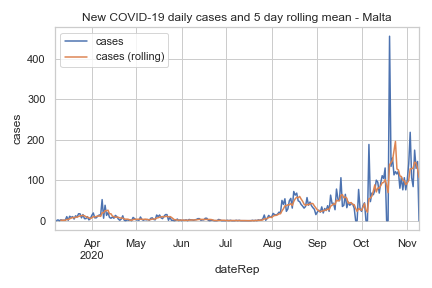 New COVID-19 daily cases and 5 day rolling mean - Malta
cases
cases (rolling)
400
300
200
100
0
cases
Apr May Jun Jul Aug Sep Oct Nov
2020
dateRep